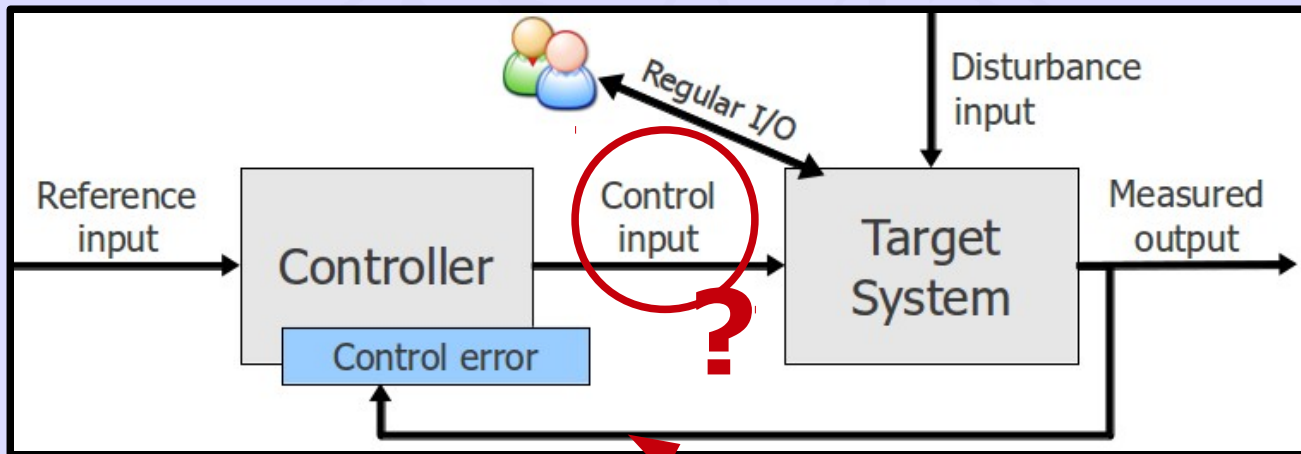 Regular I/O
Disturbance
input
Reference
input
Control
input
Measured
output
Controller
Target
System
?
Control error